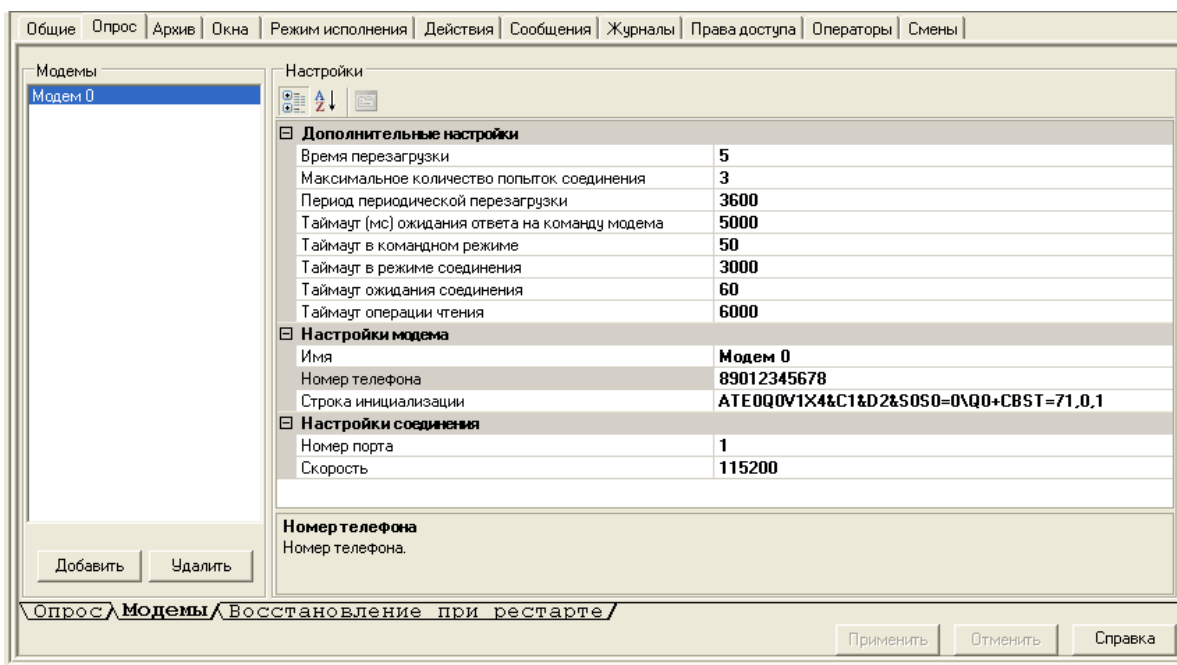 Общие Опрос Архив Окна Режим исполнения Действия Сообщения Журналы Права доступа Операторы Смены
Модемы
Модем 0
Настройки
Дополнительные настройки
Время перезагрузки 5
Максимальное количество попыток соединения 3
Период периодической перезагрузки 3600
Таймаут (мс) ожидания ответа на команду модема 5000
Таймаут в командном режиме 50
Таймаут в режиме соединения 3000
Таймаут ожидания соединения 60
Таймаут операции чтения 6000
Настройки модема
Имя Модем 0
Номер телефона 89012345678
Строка инициализации ATE0Q0V1X4&C1&D2&S0S0=0\Q0+CBST=71,0,1
Настройки соединения
Номер порта 1
Скорость 115200
Номер телефона
Номер телефона.
Добавить Удалить
Опрос Модемы Восстановление при рестарте
Применить Отменить Справка